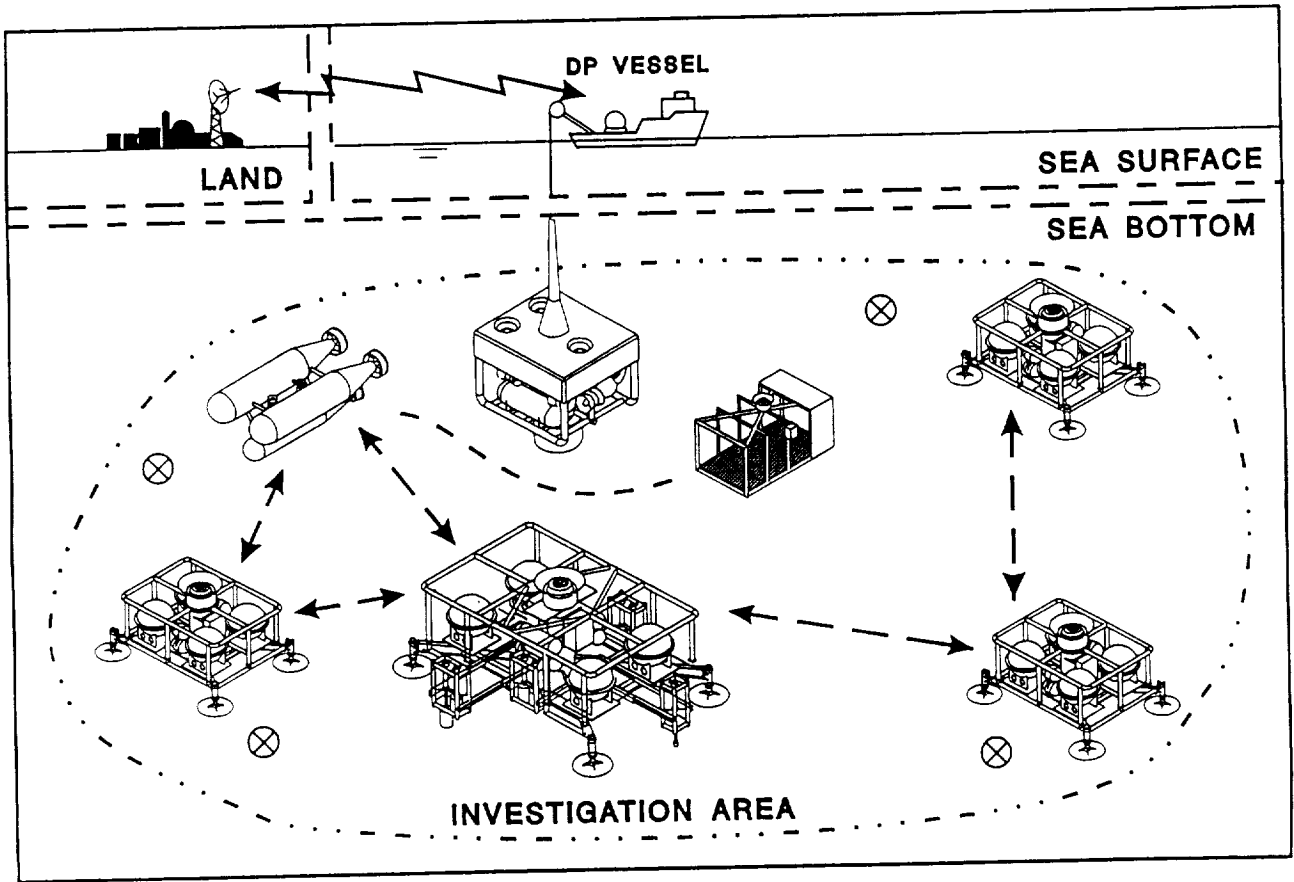 DP VESSEL
LAND
SEA SURFACE
SEA BOTTOM
INVESTIGATION AREA